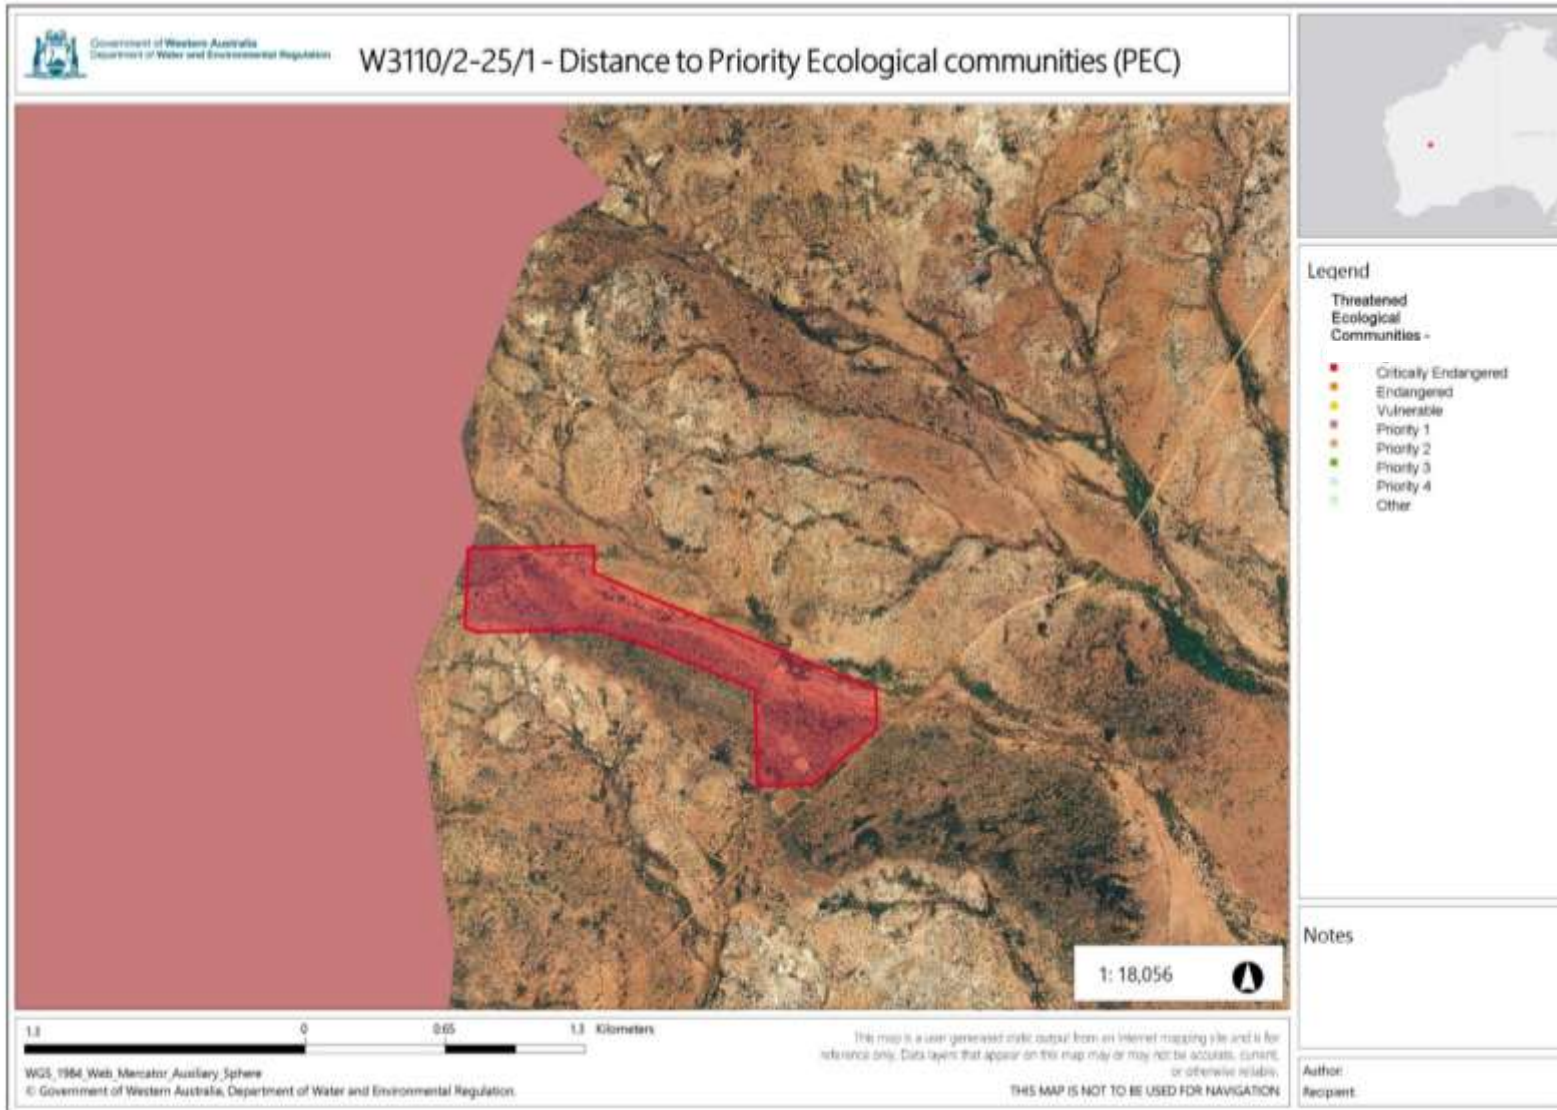 Government of Western Australia
Department of Water and Environmental Regulation
W3110/2-25/1 - Distance to Priority Ecological communities (PEC)
Legend
Threatened
Ecological
Communities -
Critically Endangered
Endangered
Vulnerable
Priority 1
Priority 2
Priority 3
Priority 4
Other
1: 18,056
Notes
1.3 0 0.65 1.3 Kilometers
This map is a user generated static output from an Internet mapping site and is for
reference only. Data layers that appear on this map may or may not be accurate, current,
or otherwise reliable.
WGS_1984_Web_Mercator_Auxiliary_Sphere
© Government of Western Australia, Department of Water and Environmental Regulation.
THIS MAP IS NOT TO BE USED FOR NAVIGATION
Author:
Recipient: